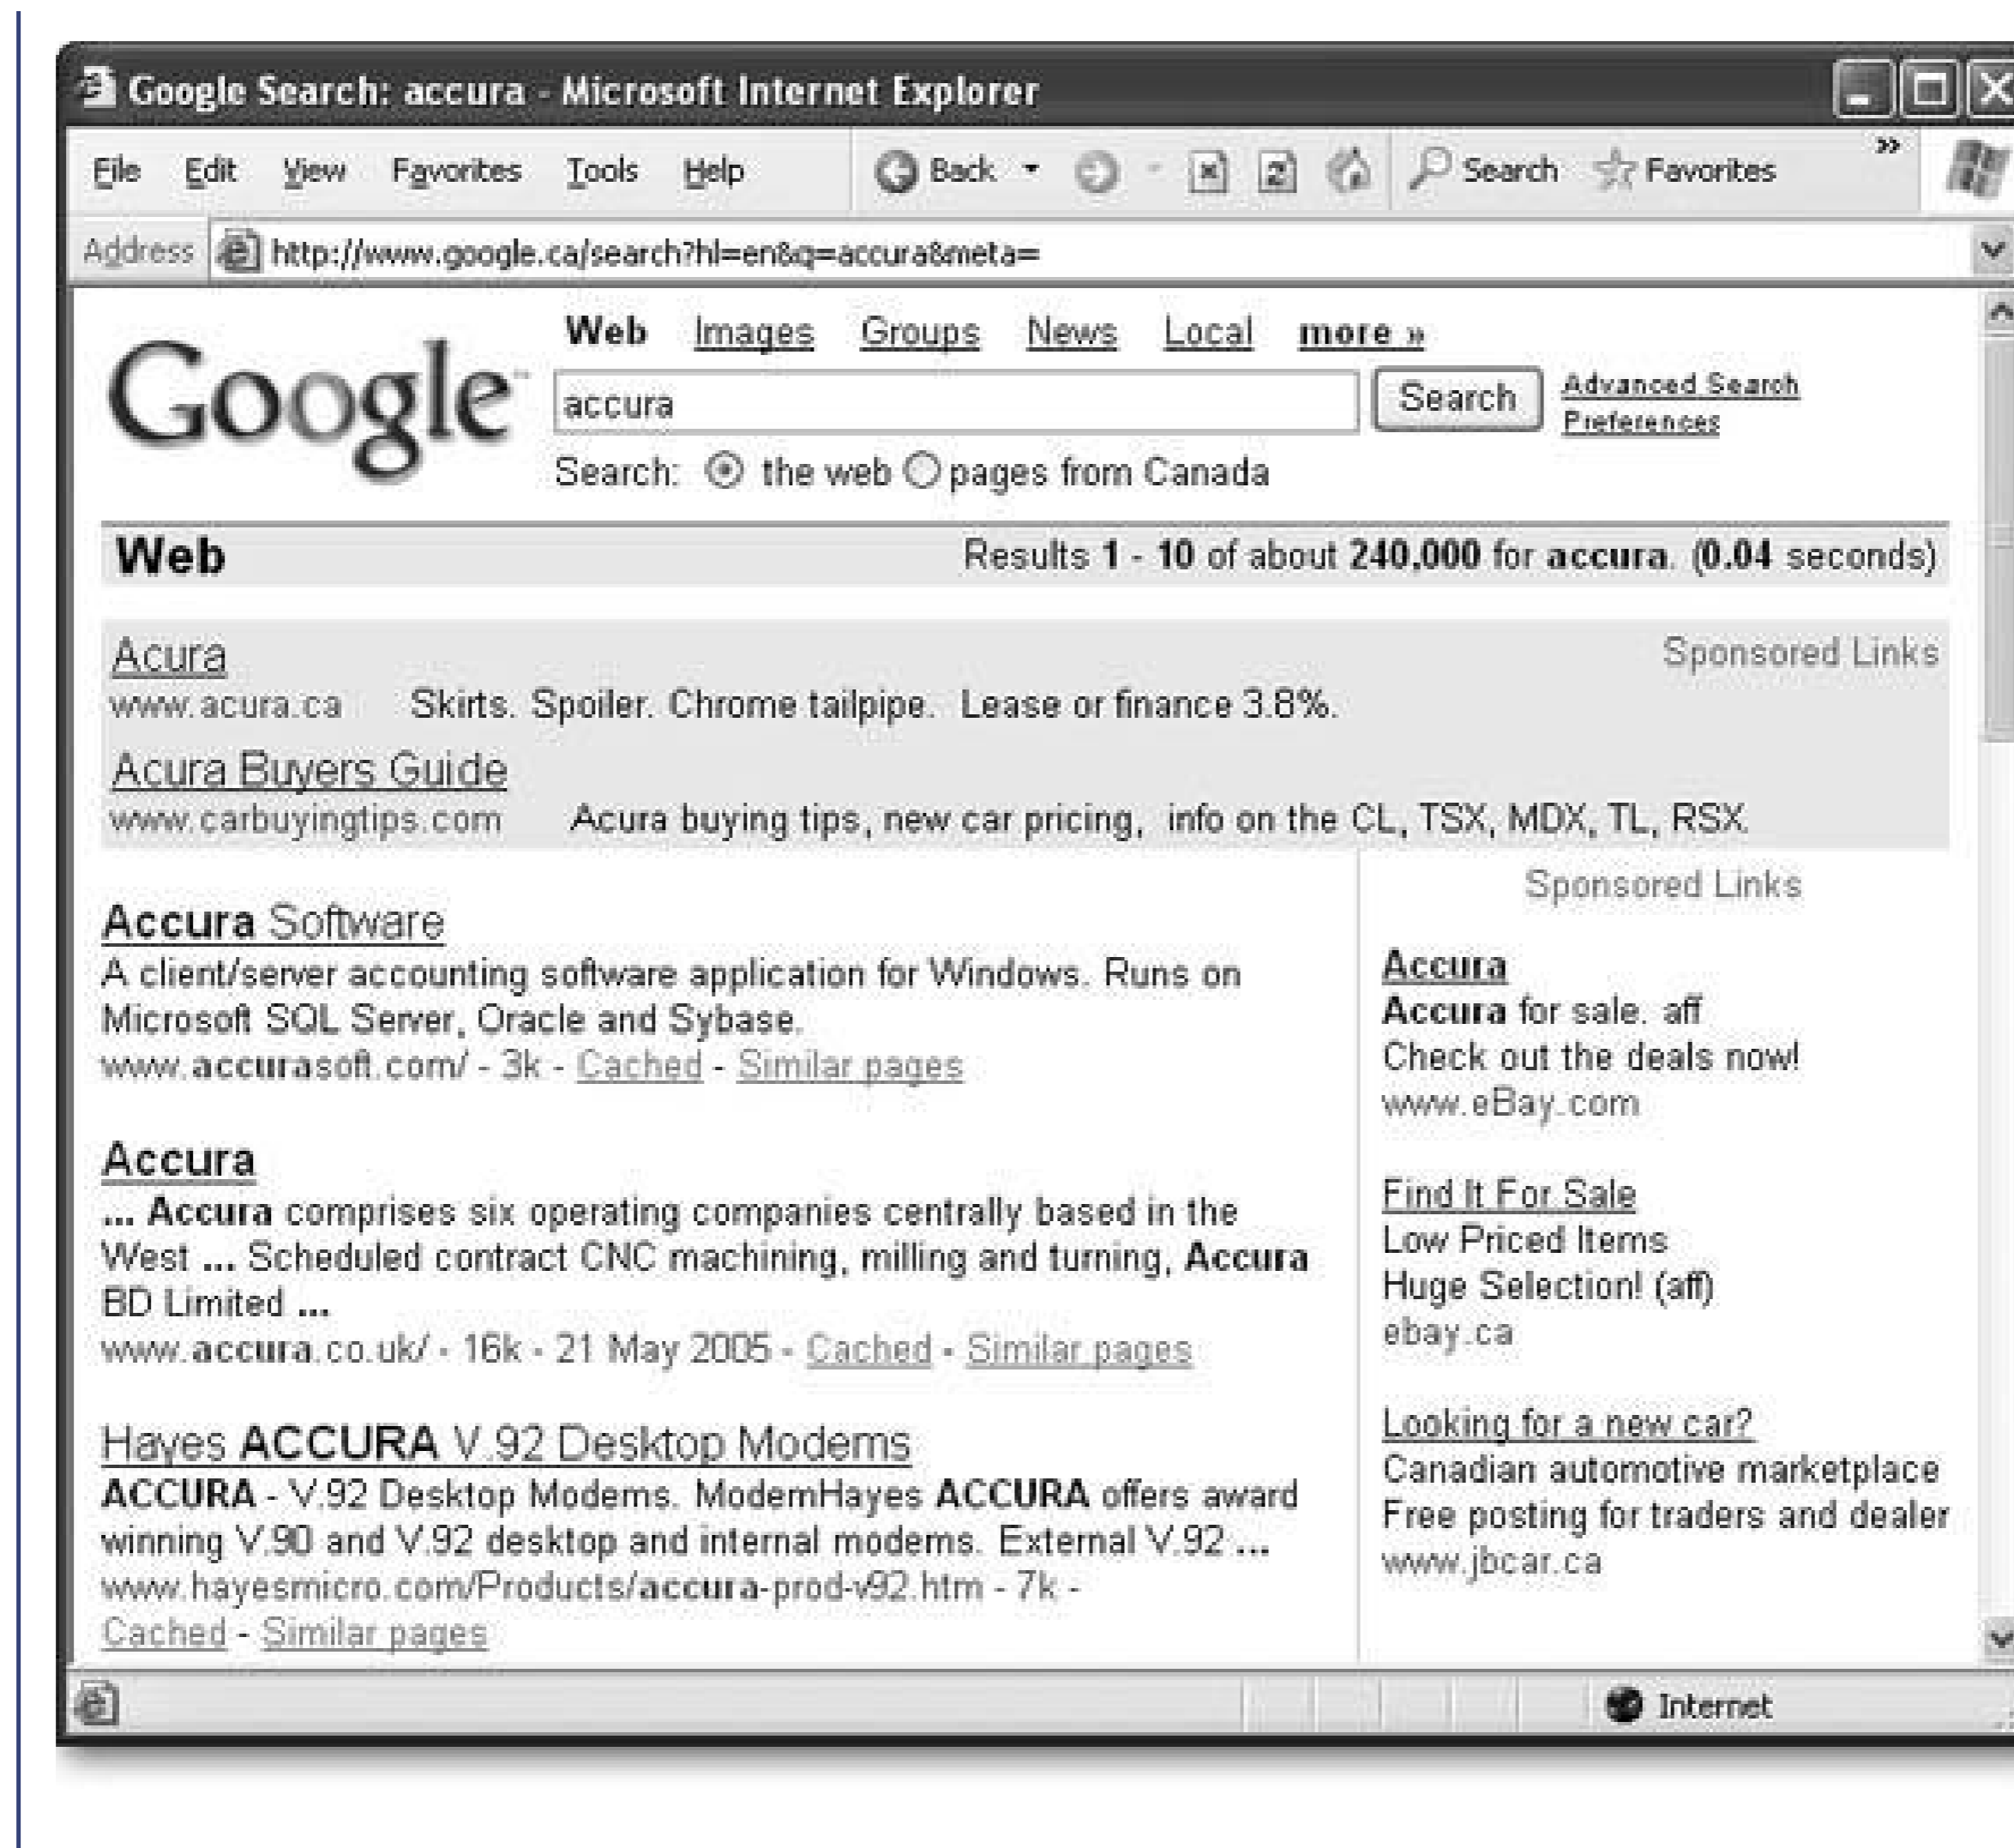 Google Search: accura - Microsoft Internet Explorer
File Edit View Favorites Tools Help Back Search Favorites »
Address http://www.google.ca/search?hl=en&q=accura&meta=
Web Images Groups News Local more »
Google™
accura Search Advanced Search
Preferences
Search: the web pages from Canada
Web Results 1 - 10 of about 240,000 for accura. (0.04 seconds)
Acura Sponsored Links
www.acura.ca Skirts. Spoiler. Chrome tailpipe. Lease or finance 3.8%.
Acura Buyers Guide
www.carbuyingtips.com Acura buying tips, new car pricing, info on the CL, TSX, MDX, TL, RSX.
Accura Software
A client/server accounting software application for Windows. Runs on
Microsoft SQL Server, Oracle and Sybase.
www.accurasoft.com/ - 3k - Cached - Similar pages
Accura
... Accura comprises six operating companies centrally based in the
West ... Scheduled contract CNC machining, milling and turning, Accura
BD Limited ...
www.accura.co.uk/ - 16k - 21 May 2005 - Cached - Similar pages
Hayes ACCURA V.92 Desktop Modems
ACCURA - V.92 Desktop Modems. ModemHayes ACCURA offers award
winning V.90 and V.92 desktop and internal modems. External V.92 ...
www.hayesmicro.com/Products/accura-prod-v92.htm - 7k -
Cached - Similar pages
Sponsored Links
Accura
Accura for sale. aff
Check out the deals now!
www.eBay.com
Find It For Sale
Low Priced Items
Huge Selection! (aff)
ebay.ca
Looking for a new car?
Canadian automotive marketplace
Free posting for traders and dealer
www.jbcar.ca
Internet